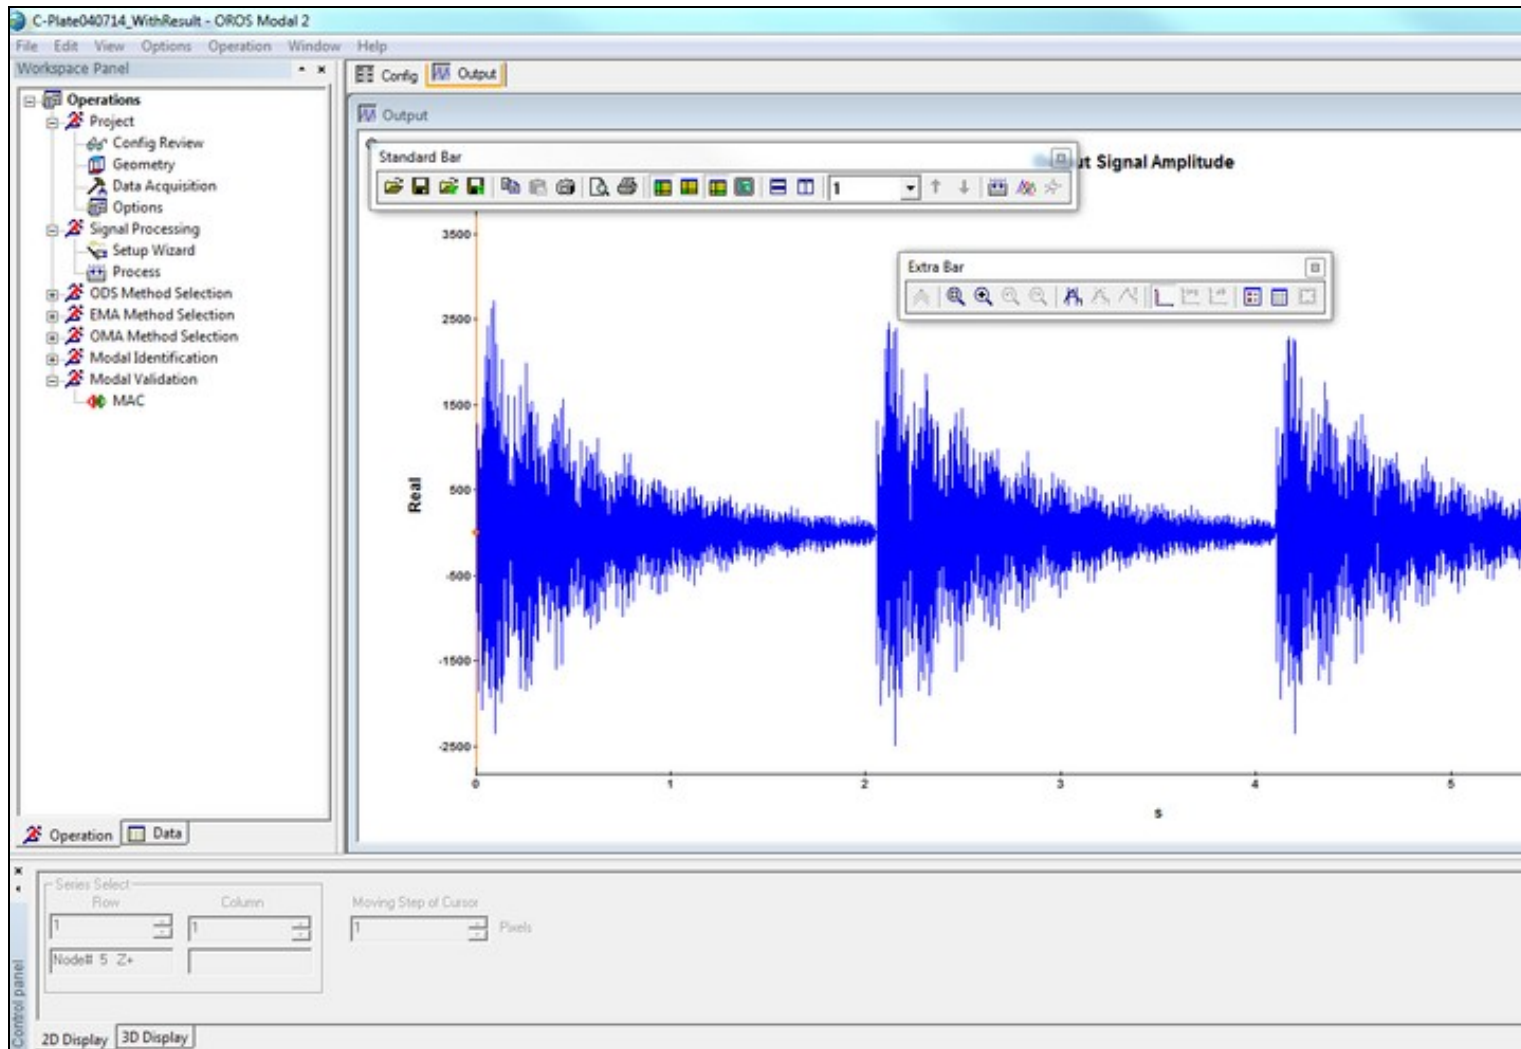 C-Plate040714_WithResult - OROS Modal 2
File Edit View Options Operation Window Help
Workspace Panel
Operations
Project
Config Review
Geometry
Data Acquisition
Options
Signal Processing
Setup Wizard
Process
ODS Method Selection
EMA Method Selection
OMA Method Selection
Modal Identification
Modal Validation
MAC
Operation Data
Config Output
Output
Standard Bar
ut Signal Amplitude
1
Extra Bar
3500
2500
1500
500
-500
-1500
-2500
Real
0 1 2 3 4 5
s
Control panel
Series Select
Row Column Moving Step of Cursor
1 1 1 Pixels
Node# 5 Z+
2D Display 3D Display